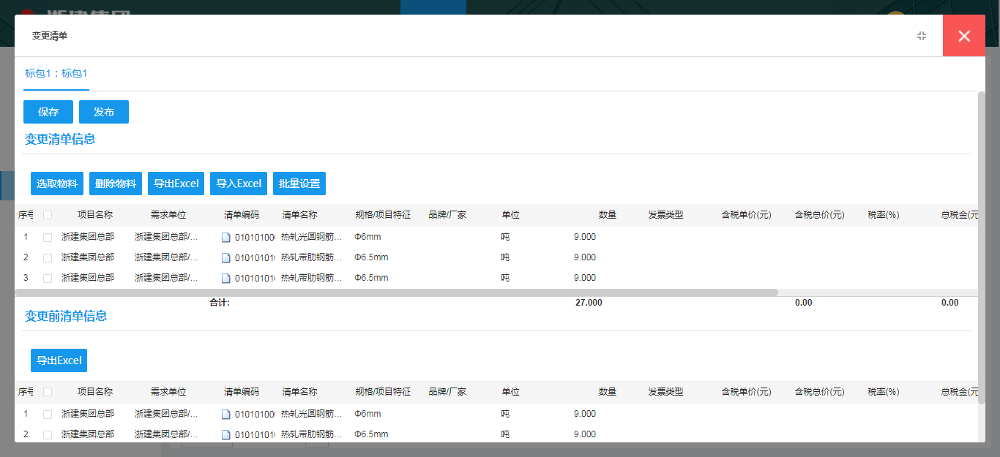 变更清单
标包1：标包1
保存 发布
变更清单信息
选取物料 删除物料 导出Excel 导入Excel 批量设置
序号 项目名称 需求单位 清单编码 清单名称 规格/项目特征 品牌/厂家 单位 数量 发票类型 含税单价(元) 含税总价(元) 税率(%) 总税金(元
1 浙建集团总部 浙建集团总部/... 01010100 热轧光圆钢筋... Φ6mm 吨 9.000
2 浙建集团总部 浙建集团总部/... 01010101 热轧带肋钢筋... Φ6.5mm 吨 9.000
3 浙建集团总部 浙建集团总部/... 01010101 热轧带肋钢筋... Φ6.5mm 吨 9.000
合计: 27.000 0.00 0.00
变更前清单信息
导出Excel
序号 项目名称 需求单位 清单编码 清单名称 规格/项目特征 品牌/厂家 单位 数量 发票类型 含税单价(元) 含税总价(元) 税率(%) 总税金(元
1 浙建集团总部 浙建集团总部/... 01010100 热轧光圆钢筋... Φ6mm 吨 9.000
2 浙建集团总部 浙建集团总部/... 01010101 热轧带肋钢筋... Φ6.5mm 吨 9.000